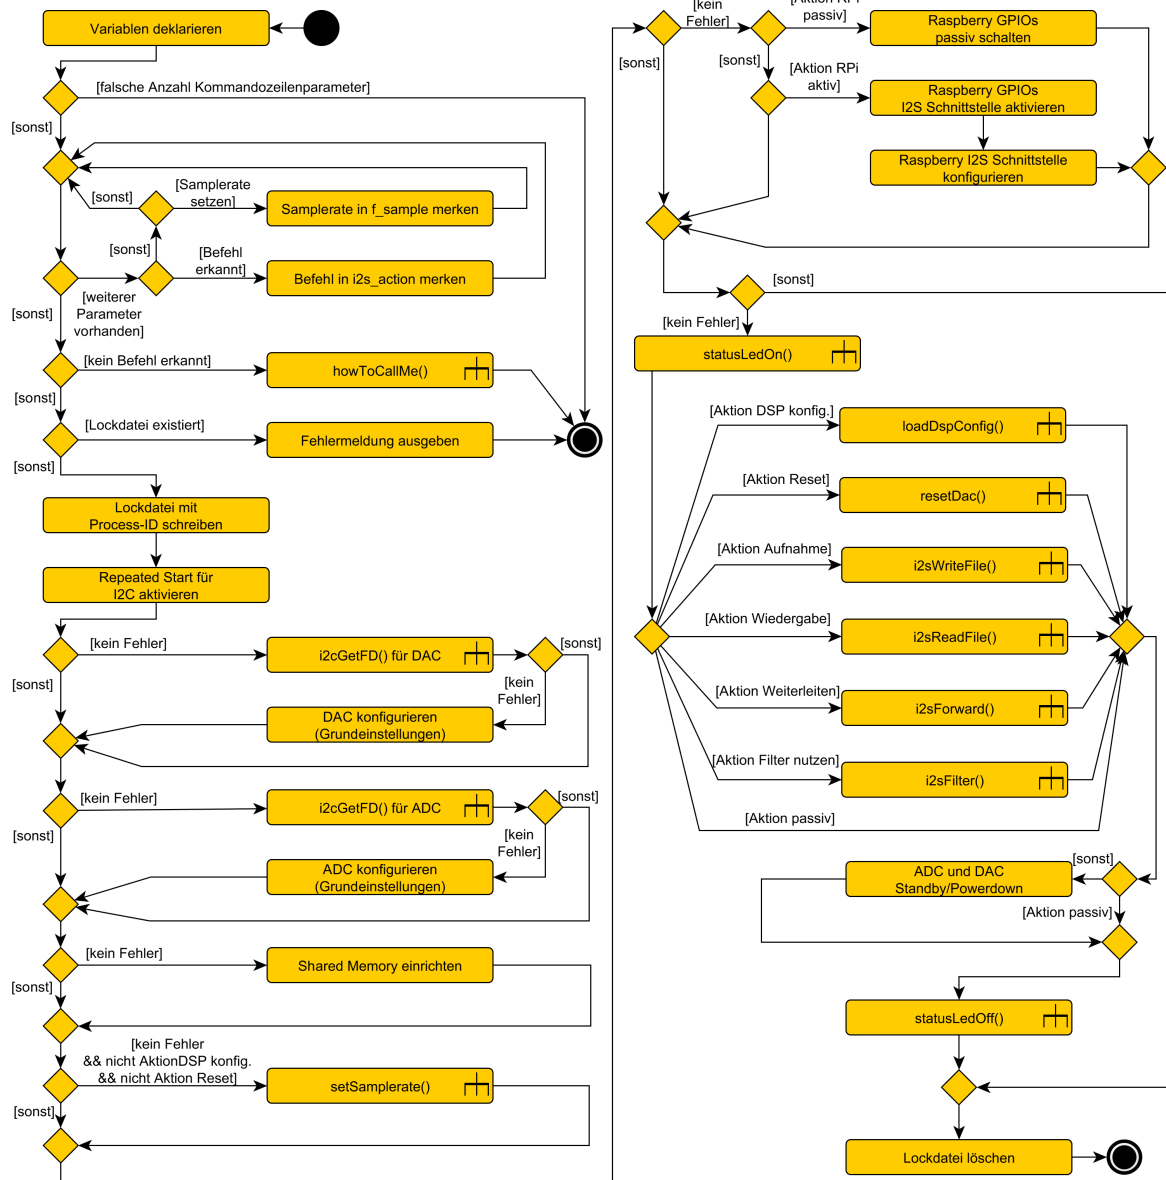 Variablen deklarieren
[falsche Anzahl Kommandozeilenparameter]
[sonst]
[Samplerate
setzen]
[sonst]
Samplerate in f_sample merken
[sonst]
[Befehl
erkannt]
Befehl in i2s_action merken
[weiterer
Parameter
vorhanden]
[sonst]
[kein Befehl erkannt]
howToCallMe()
[sonst]
[Lockdatei existiert]
Fehlermeldung ausgeben
[sonst]
Lockdatei mit
Process-ID schreiben
Repeated Start für
I2C aktivieren
[kein Fehler]
i2cGetFD() für DAC
[sonst]
[sonst]
[kein
Fehler]
DAC konfigurieren
(Grundeinstellungen)
[kein Fehler]
i2cGetFD() für ADC
[sonst]
[sonst]
[kein
Fehler]
ADC konfigurieren
(Grundeinstellungen)
[kein Fehler]
Shared Memory einrichten
[sonst]
[kein Fehler
&& nicht AktionDSP konfig.
&& nicht Aktion Reset]
setSamplerate()
[sonst]
[kein
Fehler]
[Aktion RPi
passiv]
Raspberry GPIOs
passiv schalten
[sonst]
[sonst]
[Aktion RPi
aktiv]
Raspberry GPIOs
I2S Schnittstelle aktivieren
Raspberry I2S Schnittstelle
konfigurieren
[sonst]
[kein Fehler]
statusLedOn()
[Aktion DSP konfig.]
loadDspConfig()
[Aktion Reset]
resetDac()
[Aktion Aufnahme]
i2sWriteFile()
[Aktion Wiedergabe]
i2sReadFile()
[Aktion Weiterleiten]
i2sForward()
[Aktion Filter nutzen]
i2sFilter()
[Aktion passiv]
[sonst]
ADC und DAC
Standby/Powerdown
[Aktion passiv]
statusLedOff()
Lockdatei löschen